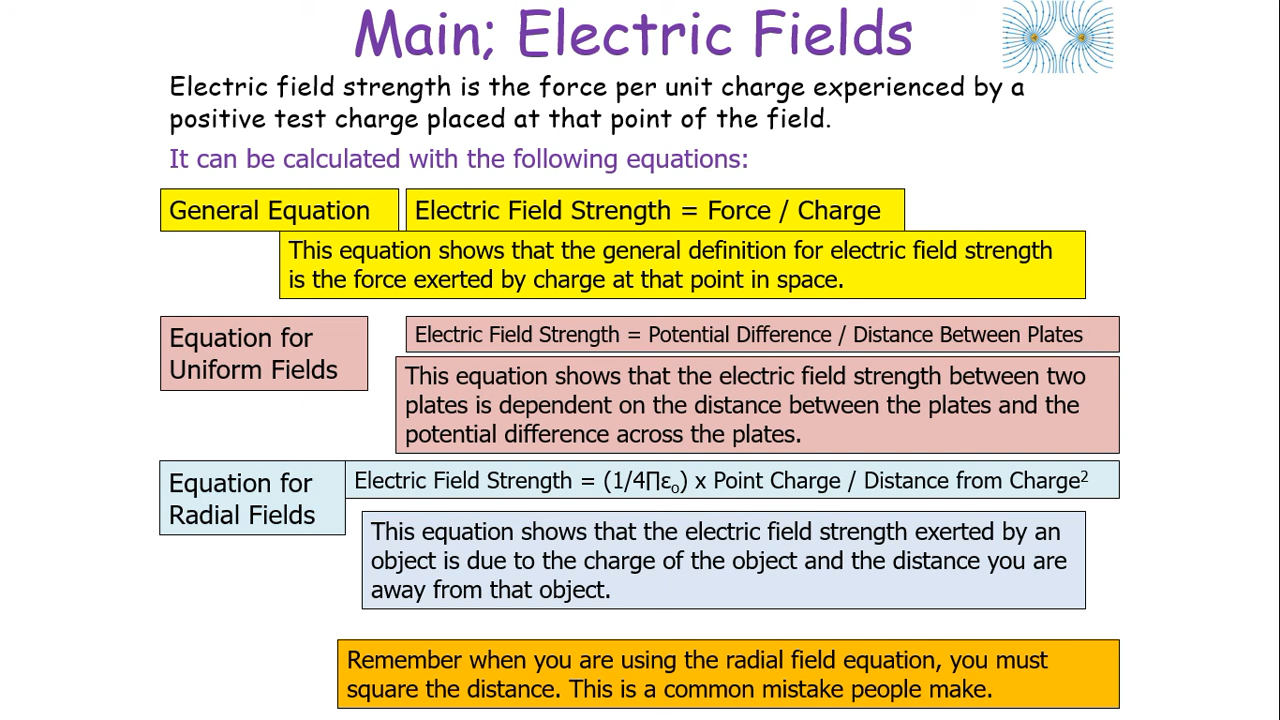 Main; Electric Fields
Electric field strength is the force per unit charge experienced by a
positive test charge placed at that point of the field.
It can be calculated with the following equations:
General Equation
Electric Field Strength = Force / Charge
This equation shows that the general definition for electric field strength
is the force exerted by charge at that point in space.
Equation for
Uniform Fields
Electric Field Strength = Potential Difference / Distance Between Plates
This equation shows that the electric field strength between two
plates is dependent on the distance between the plates and the
potential difference across the plates.
Equation for
Radial Fields
Electric Field Strength = (1/4Πε₀) x Point Charge / Distance from Charge²
This equation shows that the electric field strength exerted by an
object is due to the charge of the object and the distance you are
away from that object.
Remember when you are using the radial field equation, you must
square the distance. This is a common mistake people make.